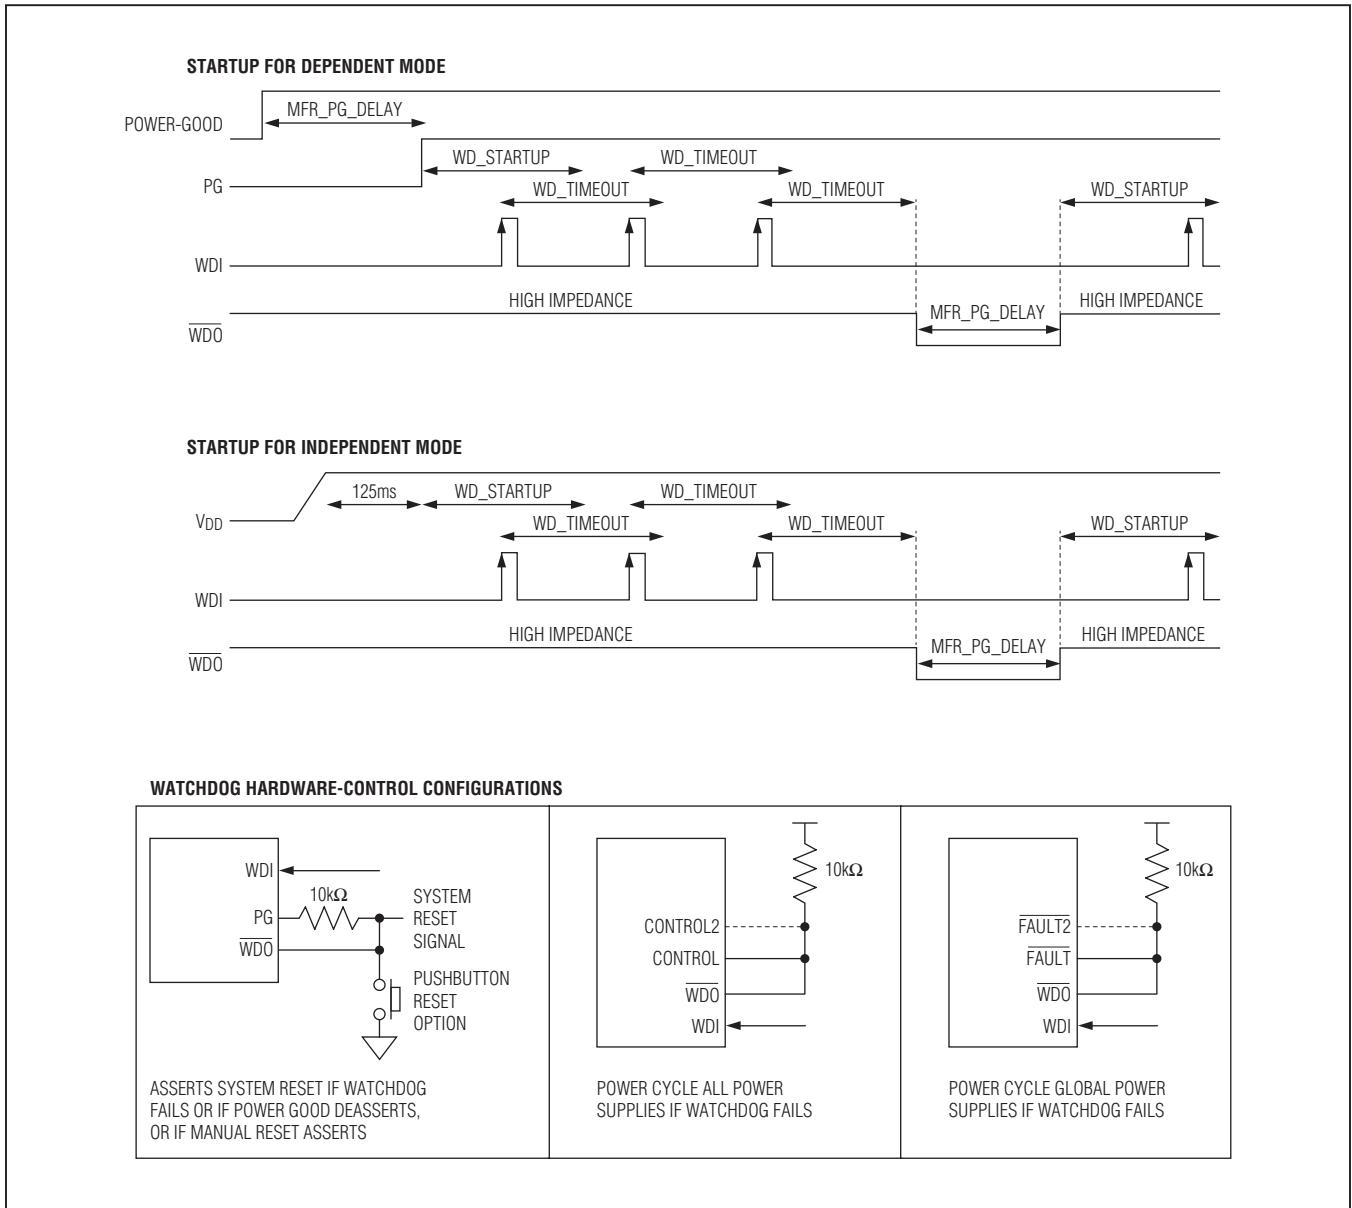 STARTUP FOR DEPENDENT MODE
POWER-GOOD
MFR_PG_DELAY
PG
WD_STARTUP
WD_TIMEOUT
WD_TIMEOUT
WD_TIMEOUT
WD_STARTUP
WDI
HIGH IMPEDANCE
MFR_PG_DELAY
HIGH IMPEDANCE
WDO
STARTUP FOR INDEPENDENT MODE
125ms
WD_STARTUP
WD_TIMEOUT
VDD
WD_TIMEOUT
WD_TIMEOUT
WD_STARTUP
WDI
HIGH IMPEDANCE
MFR_PG_DELAY
HIGH IMPEDANCE
WDO
WATCHDOG HARDWARE-CONTROL CONFIGURATIONS
WDI
10kΩ
PG
WDO
SYSTEM
RESET
SIGNAL
PUSHBUTTON
RESET
OPTION
ASSERTS SYSTEM RESET IF WATCHDOG
FAILS OR IF POWER GOOD DEASSERTS,
OR IF MANUAL RESET ASSERTS
10kΩ
CONTROL2
CONTROL
WDO
WDI
POWER CYCLE ALL POWER
SUPPLIES IF WATCHDOG FAILS
10kΩ
FAULT2
FAULT
WDO
WDI
POWER CYCLE GLOBAL POWER
SUPPLIES IF WATCHDOG FAILS